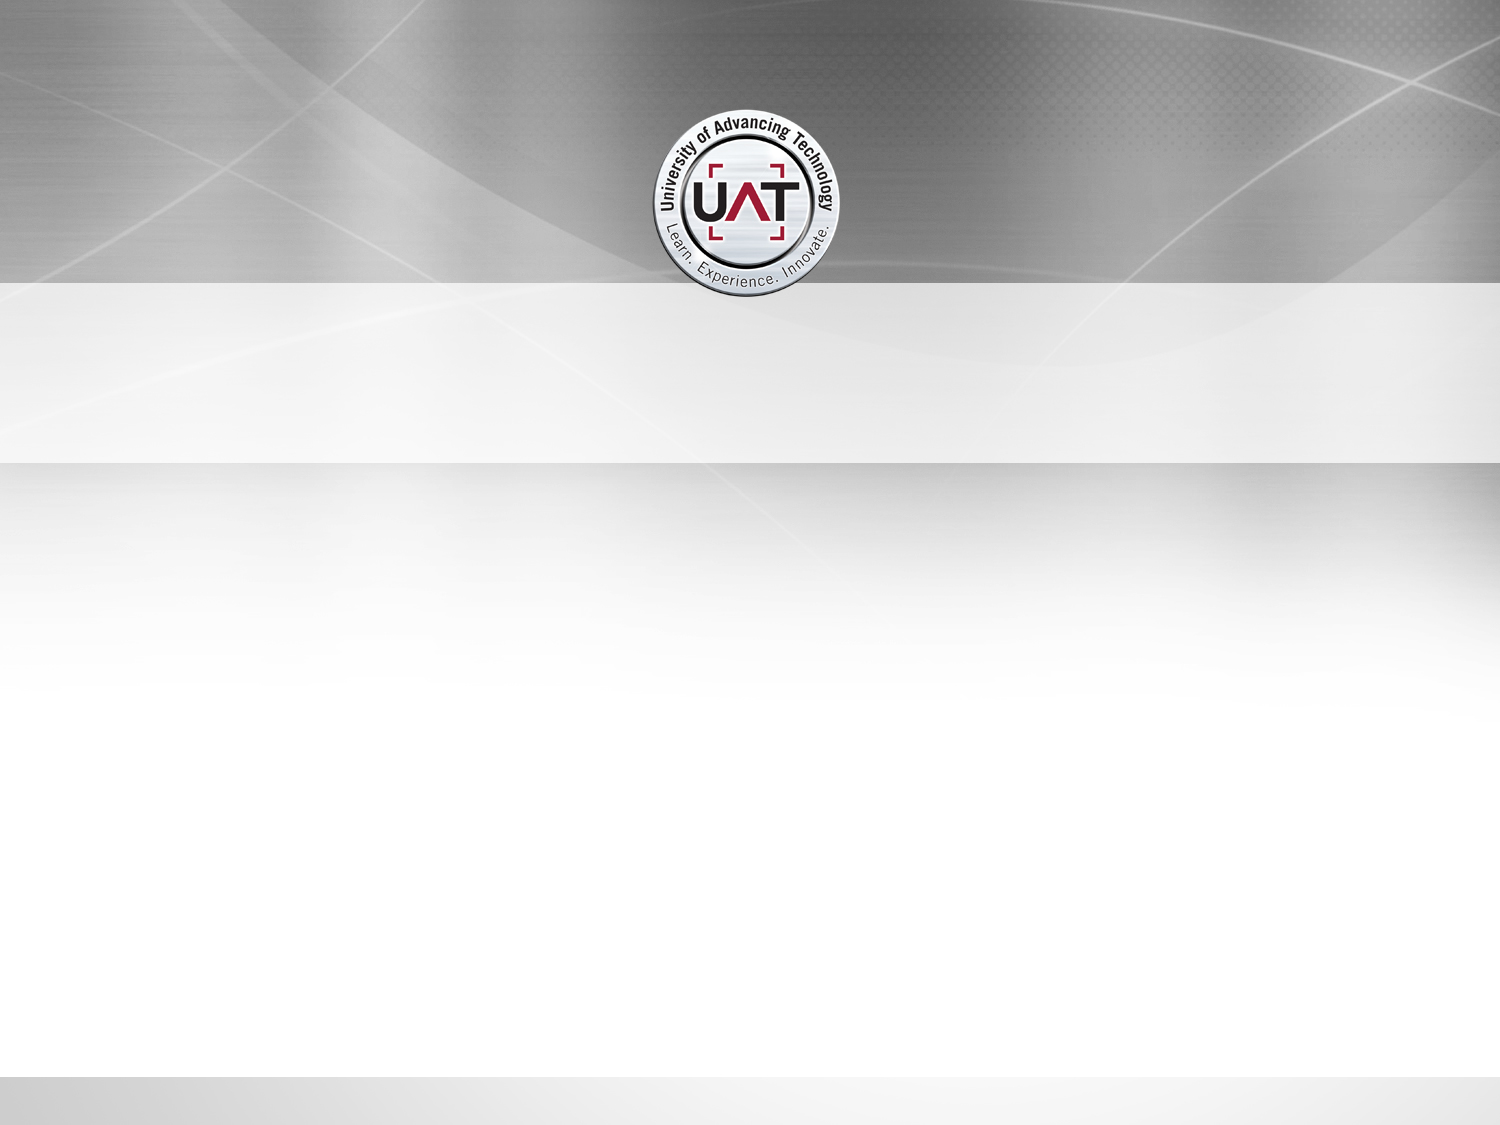 University of Advancing Technology
UAT
Learn. Experience. Innovate.